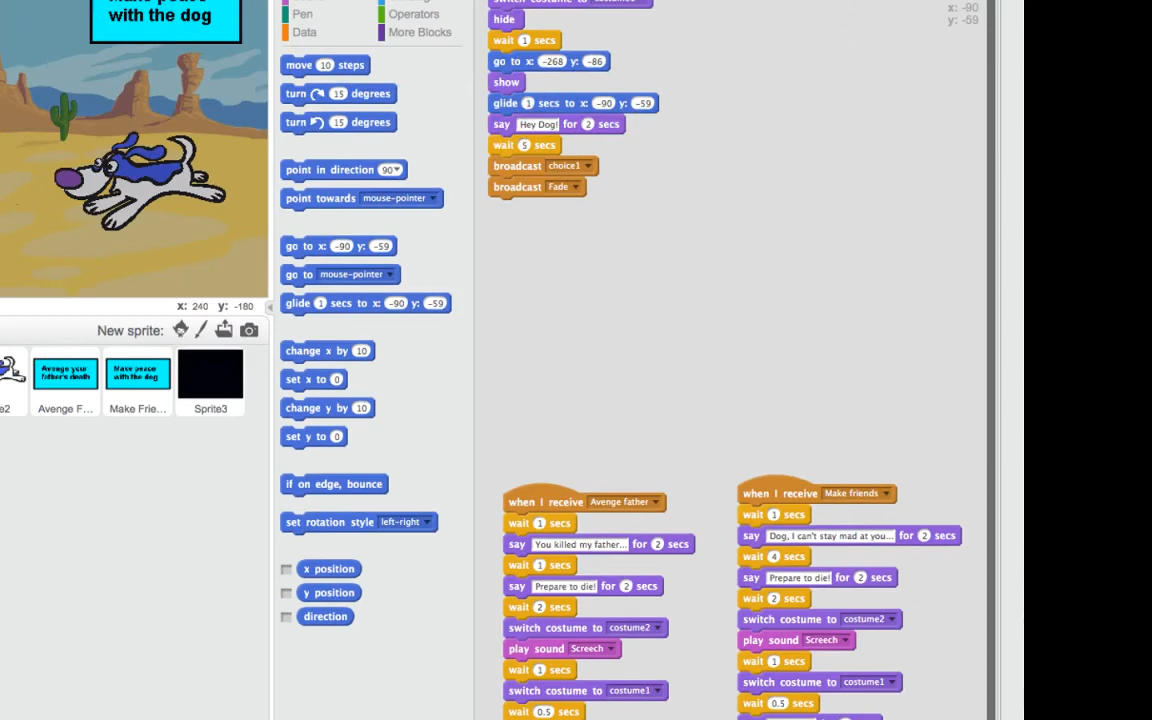 with the dog
x: 240 y: -180
New sprite:
Avenge your
father's death
Make peace
with the dog
Avenge F...
Make Frie...
Sprite3
Pen
Operators
Data
More Blocks
move 10 steps
turn 15 degrees
turn 15 degrees
point in direction 90
point towards mouse-pointer
go to x: -90 y: -59
go to mouse-pointer
glide 1 secs to x: -90 y: -59
change x by 10
set x to 0
change y by 10
set y to 0
if on edge, bounce
set rotation style left-right
x position
y position
direction
hide
wait 1 secs
go to x: -268 y: -86
show
glide 1 secs to x: -90 y: -59
say Hey Dog! for 2 secs
wait 5 secs
broadcast choice1
broadcast Fade
x: -90
y: -59
when I receive Avenge father
wait 1 secs
say You killed my father... for 2 secs
wait 1 secs
say Prepare to die! for 2 secs
wait 2 secs
switch costume to costume2
play sound Screech
wait 1 secs
switch costume to costume1
wait 0.5 secs
when I receive Make friends
wait 1 secs
say Dog, I can't stay mad at you... for 2 secs
wait 4 secs
say Prepare to die! for 2 secs
wait 2 secs
switch costume to costume2
play sound Screech
wait 1 secs
switch costume to costume1
wait 0.5 secs